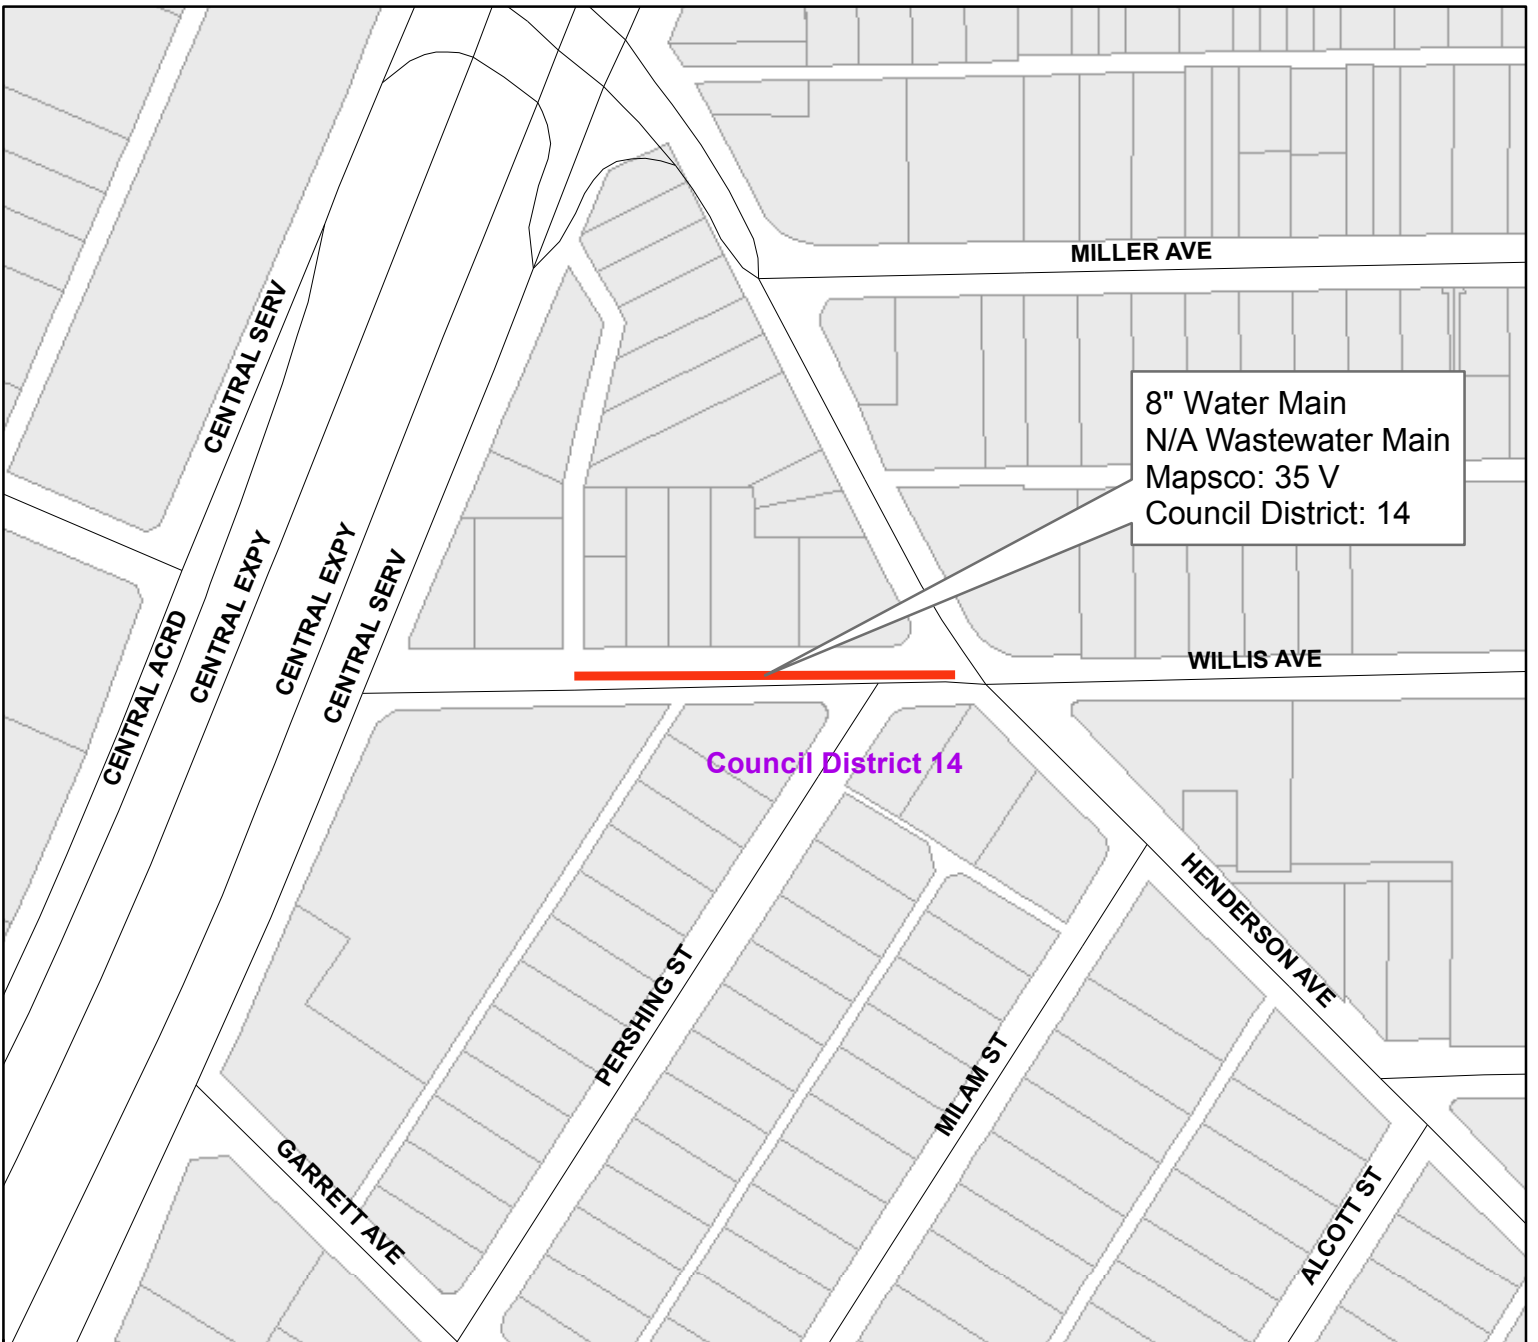 MILLER AVE
CENTRAL SERV
8" Water Main
N/A Wastewater Main
Mapsco: 35 V
Council District: 14
CENTRAL ACRD
CENTRAL EXPY
CENTRAL EXPY
CENTRAL SERV
WILLIS AVE
Council District 14
HENDERSON AVE
PERSHING ST
MILAM ST
GARRETT AVE
ALCOTT ST